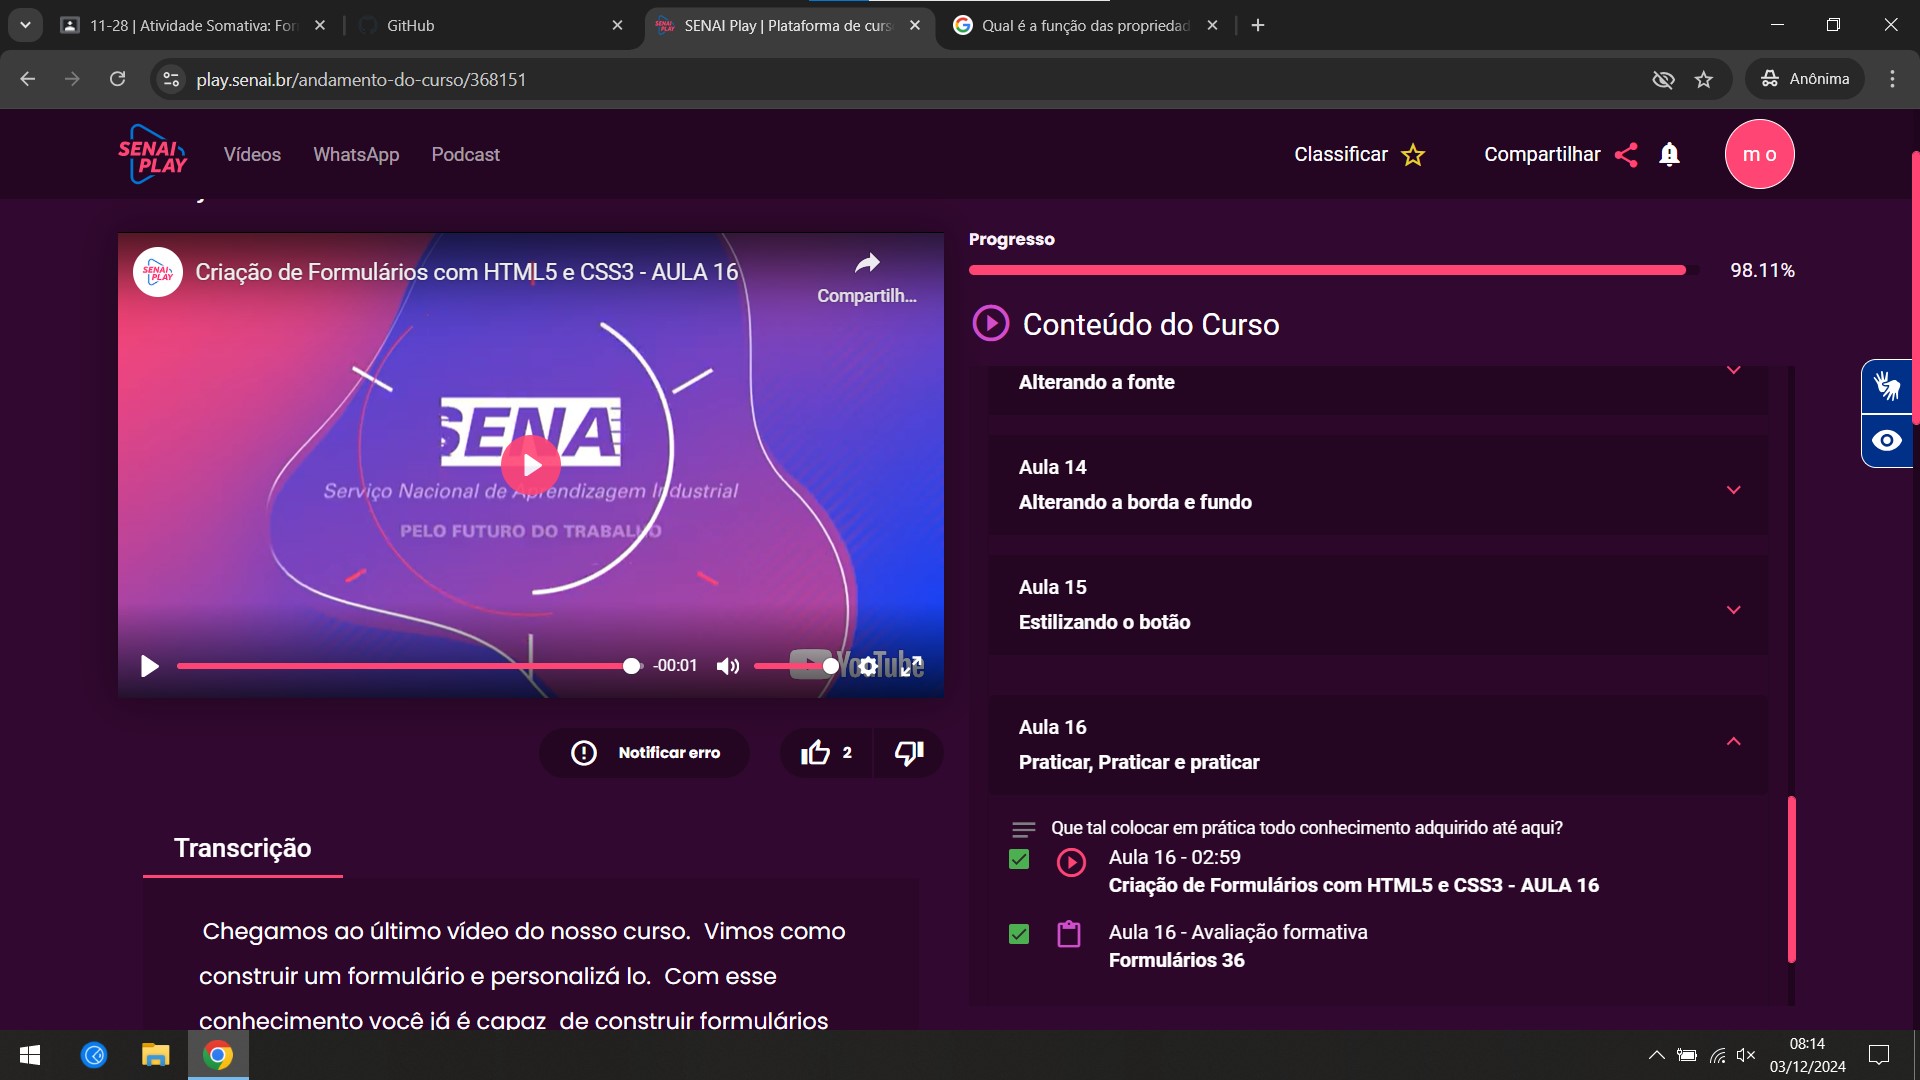 11-28 | Atividade Somativa: For
GitHub
SENAI Play | Plataforma de curs
Qual é a função das propriedad
play.senai.br/andamento-do-curso/368151
Anônima
SENAI PLAY
Vídeos
WhatsApp
Podcast
Classificar
Compartilhar
m o
SENAI PLAY
Criação de Formulários com HTML5 e CSS3 - AULA 16
Compartilh...
SENA
Serviço Nacional de Aprendizagem Industrial
PELO FUTURO DO TRABALHO
-00:01
YouTube
Notificar erro
2
Transcrição
Chegamos ao último vídeo do nosso curso. Vimos como
construir um formulário e personalizá lo. Com esse
conhecimento você já é capaz de construir formulários
Progresso
98.11%
Conteúdo do Curso
Alterando a fonte
Aula 14
Alterando a borda e fundo
Aula 15
Estilizando o botão
Aula 16
Praticar, Praticar e praticar
Que tal colocar em prática todo conhecimento adquirido até aqui?
Aula 16 - 02:59
Criação de Formulários com HTML5 e CSS3 - AULA 16
Aula 16 - Avaliação formativa
Formulários 36
08:14
03/12/2024